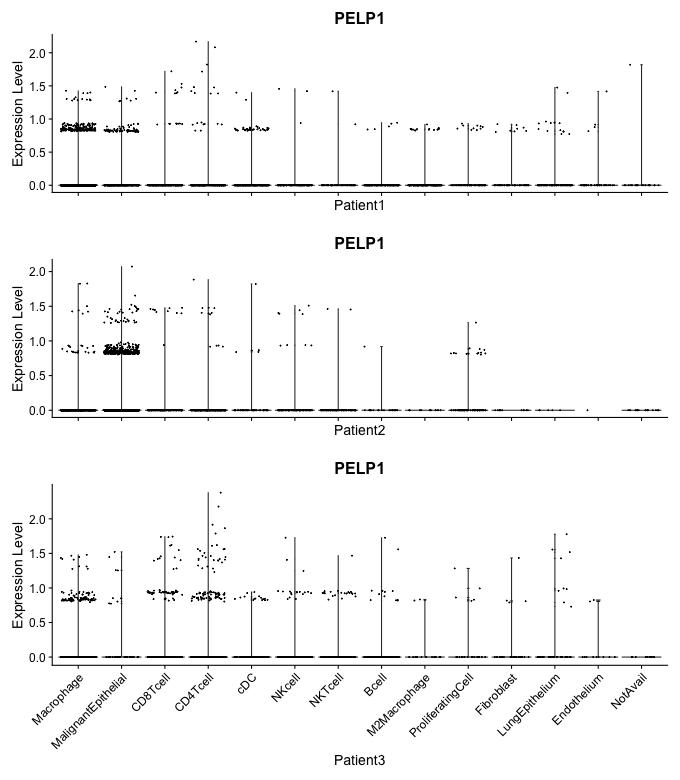 PELP1
Expression Level
2.0
1.5
1.0
0.5
0.0
Patient1
PELP1
Expression Level
2.0
1.5
1.0
0.5
0.0
Patient2
PELP1
Expression Level
2.0
1.5
1.0
0.5
0.0
Macrophage
MalignantEpithelial
CD8Tcell
CD4Tcell
cDC
NKcell
NKTcell
Bcell
M2Macrophage
ProliferatingCell
Fibroblast
LungEpithelium
Endothelium
NotAvail
Patient3